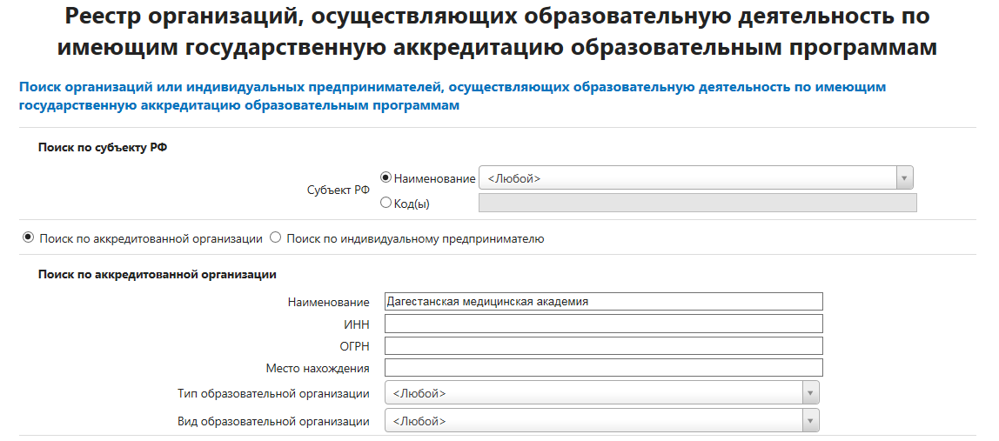 Реестр организаций, осуществляющих образовательную деятельность по
имеющим государственную аккредитацию образовательным программам
Поиск организаций или индивидуальных предпринимателей, осуществляющих образовательную деятельность по имеющим
государственную аккредитацию образовательным программам
Поиск по субъекту РФ
Субъект РФ
Наименование <Любой>
Код(ы)
Поиск по аккредитованной организации Поиск по индивидуальному предпринимателю
Поиск по аккредитованной организации
Наименование Дагестанская медицинская академия
ИНН
ОГРН
Место нахождения
Тип образовательной организации <Любой>
Вид образовательной организации <Любой>